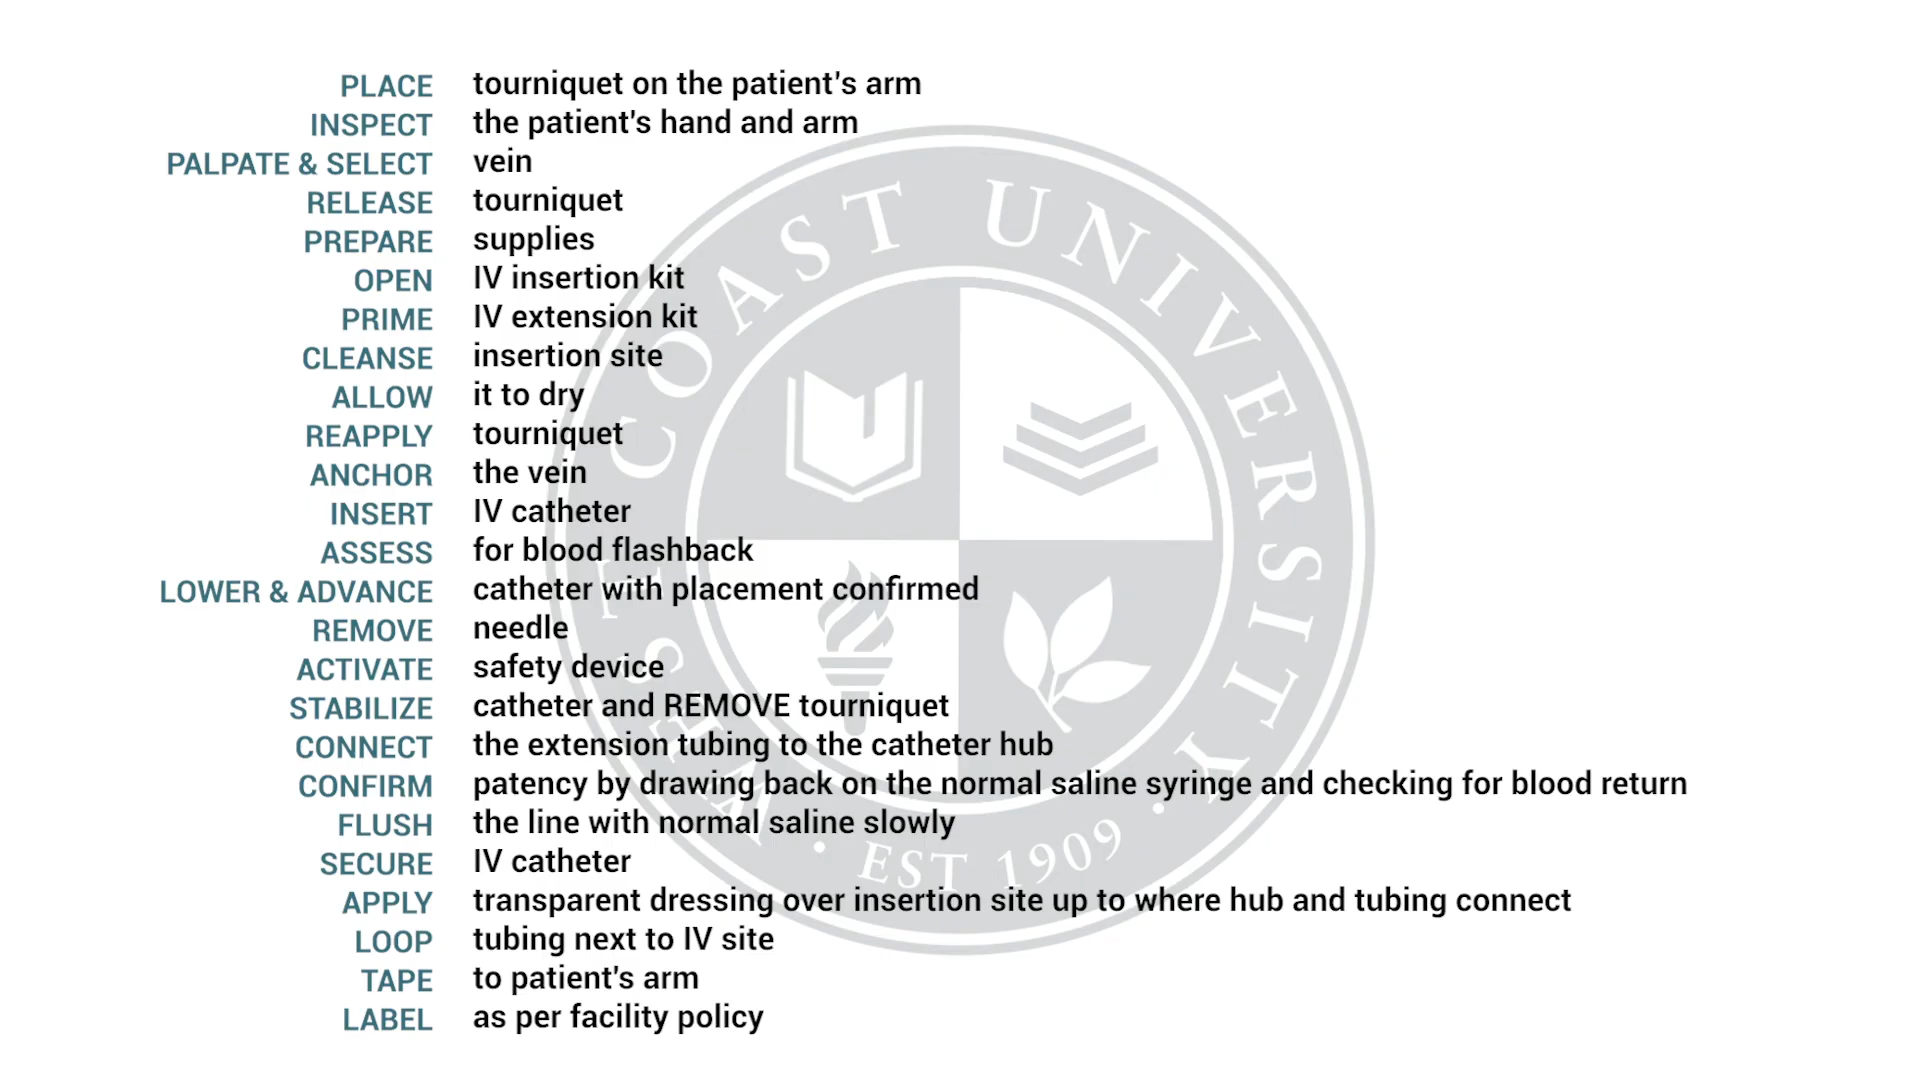 PLACE tourniquet on the patient's arm
INSPECT the patient's hand and arm
PALPATE & SELECT vein
RELEASE tourniquet
PREPARE supplies
OPEN IV insertion kit
PRIME IV extension kit
CLEANSE insertion site
ALLOW it to dry
REAPPLY tourniquet
ANCHOR the vein
INSERT IV catheter
ASSESS for blood flashback
LOWER & ADVANCE catheter with placement confirmed
REMOVE needle
ACTIVATE safety device
STABILIZE catheter and REMOVE tourniquet
CONNECT the extension tubing to the catheter hub
CONFIRM patency by drawing back on the normal saline syringe and checking for blood return
FLUSH the line with normal saline slowly
SECURE IV catheter
APPLY transparent dressing over insertion site up to where hub and tubing connect
LOOP tubing next to IV site
TAPE to patient's arm
LABEL as per facility policy
WEST COAST UNIVERSITY
· EST 1909 ·